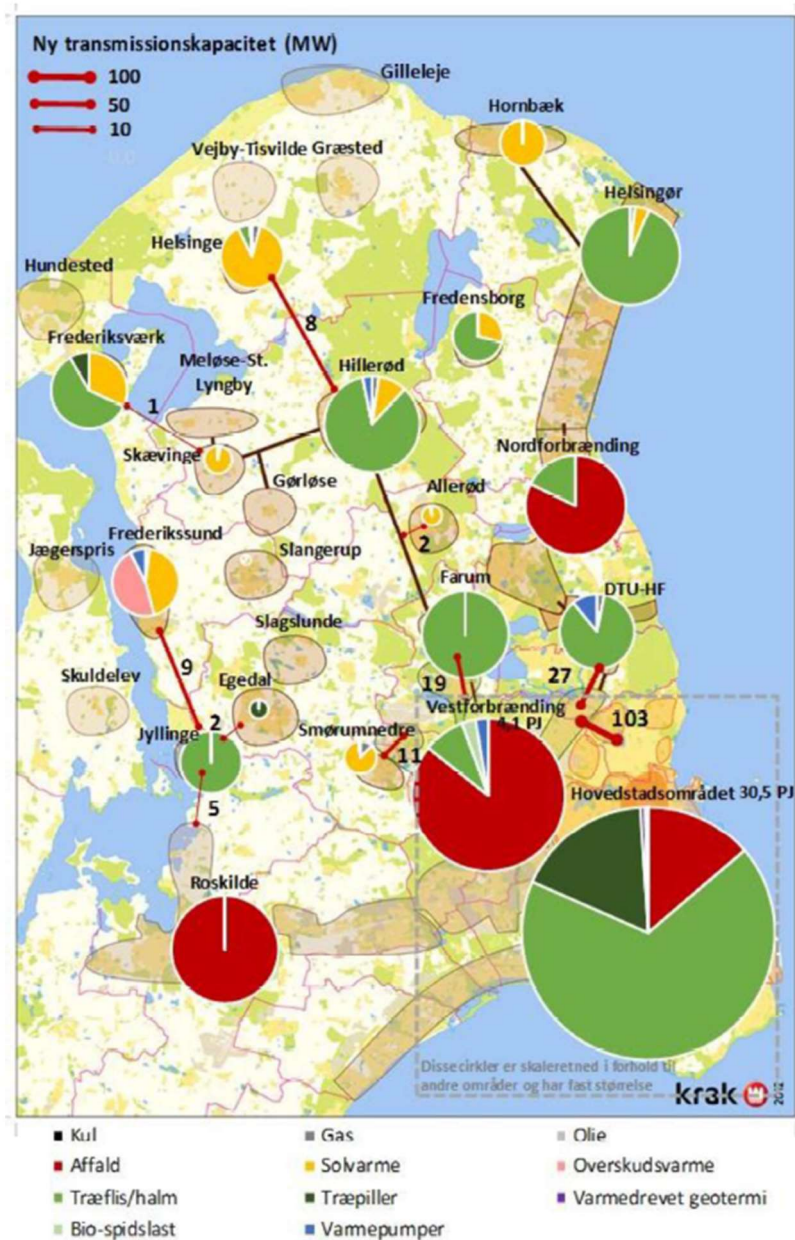 Ny transmissionskapacitet (MW)
100
50
10
0,0
Gilleleje
Hornbæk
Vejby-Tisvilde Græsted
Helsingør
Helsinge
Hundested
Fredensborg
8
Frederiksværk
Meløse-St.
Lyngby
Hillerød
1
Skævinge
Nordforbrænding
Gørløse
Allerød
Frederikssund
Jægerspris
Slangerup
2
Farum
DTU-HF
Slagslunde
9
Skuldelev
Egedal
19
27
Vestforbrænding
4,1 PJ
2
Jyllinge
Smørumnedre
103
11
Hovedstadsområdet 30,5 PJ
5
Roskilde
Disse cirkler er skaleret ned i forhold til
andre områder og har fast størrelse
krak
Kul
Gas
Olie
Affald
Solvarme
Overskudsvarme
Træflis/halm
Træpiller
Varmedrevet geotermi
Bio-spidslast
Varmepumper